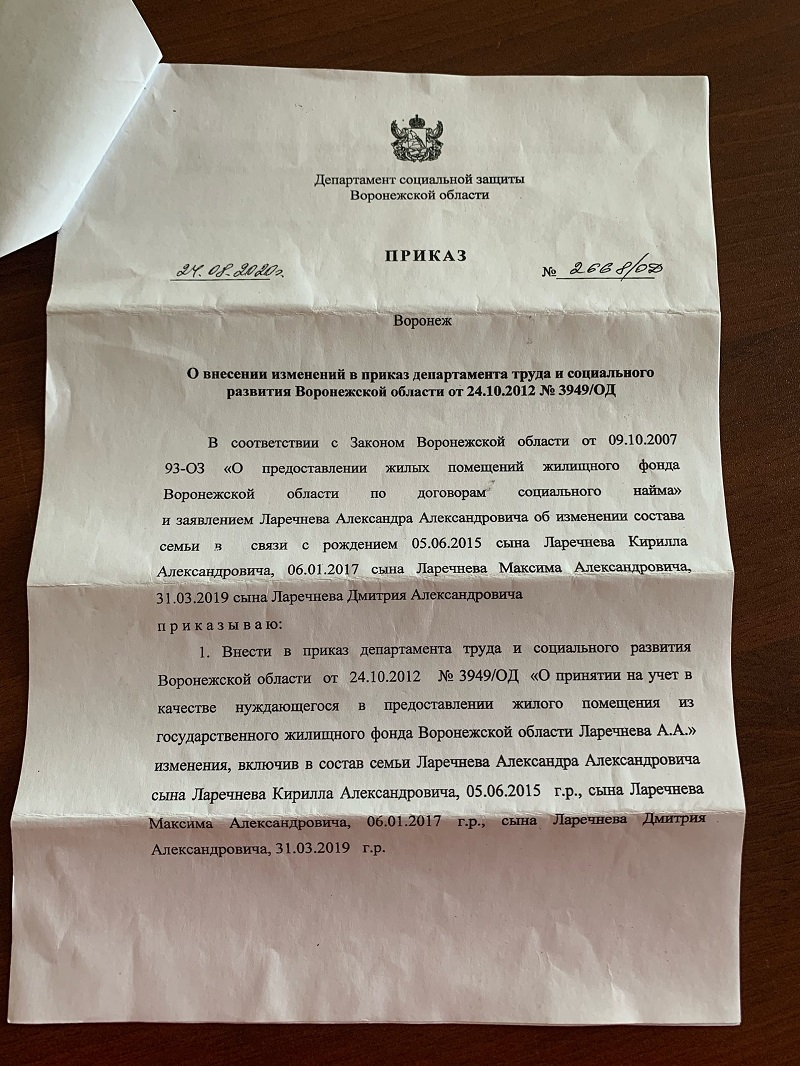 Департамент социальной защиты
Воронежской области
ПРИКАЗ
24.08.2020г. № 2668/ОД
Воронеж
О внесении изменений в приказ департамента труда и социального
развития Воронежской области от 24.10.2012 № 3949/ОД
В соответствии с Законом Воронежской области от 09.10.2007
93-ОЗ «О предоставлении жилых помещений жилищного фонда
Воронежской области по договорам социального найма»
и заявлением Ларечнева Александра Александровича об изменении состава
семьи в связи с рождением 05.06.2015 сына Ларечнева Кирилла
Александровича, 06.01.2017 сына Ларечнева Максима Александровича,
31.03.2019 сына Ларечнева Дмитрия Александровича
п р и к а з ы в а ю:
1. Внести в приказ департамента труда и социального развития
Воронежской области от 24.10.2012 № 3949/ОД «О принятии на учет в
качестве нуждающегося в предоставлении жилого помещения из
государственного жилищного фонда Воронежской области Ларечнева А.А.»
изменения, включив в состав семьи Ларечнева Александра Александровича
сына Ларечнева Кирилла Александровича, 05.06.2015 г.р., сына Ларечнева
Максима Александровича, 06.01.2017 г.р., сына Ларечнева Дмитрия
Александровича, 31.03.2019 г.р.